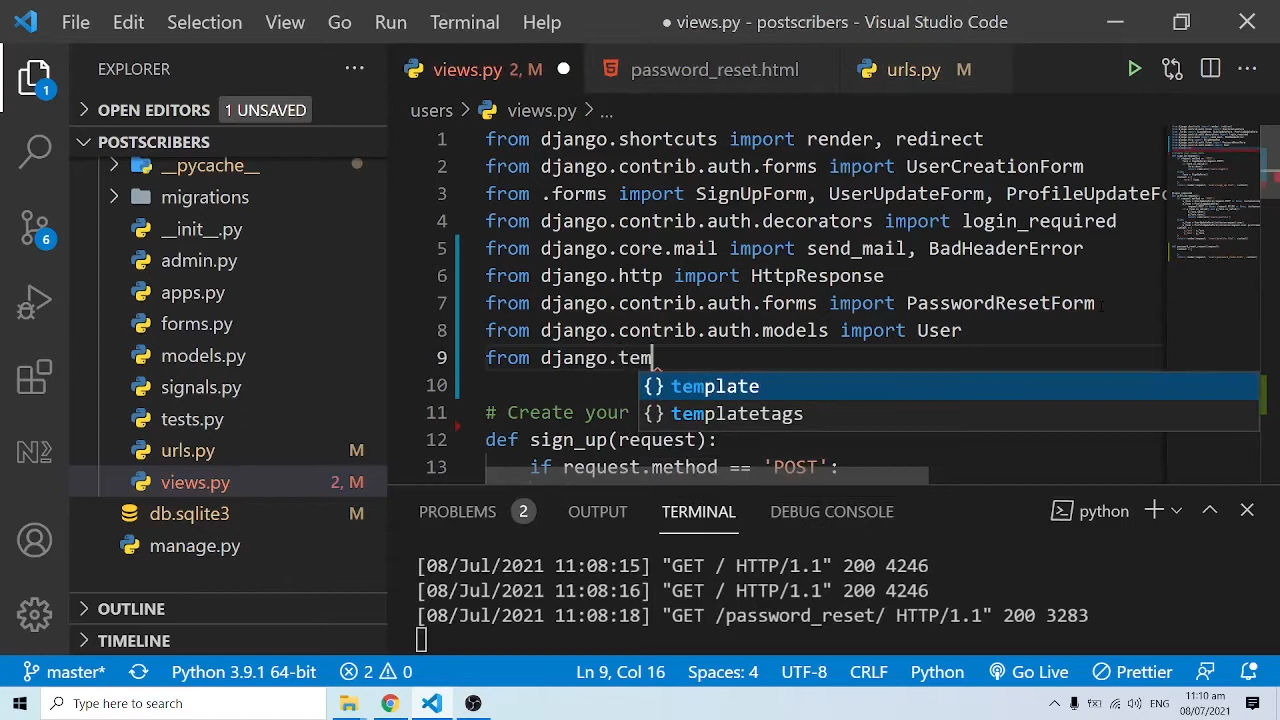 File Edit Selection View Go Run Terminal Help ● views.py - postscribers - Visual Studio Code
EXPLORER
views.py 2, M
password_reset.html
urls.py M
OPEN EDITORS 1 UNSAVED
POSTSCRIBERS
__pycache__
migrations
__init__.py
admin.py
apps.py
forms.py
models.py
signals.py
tests.py
urls.py M
views.py 2, M
db.sqlite3 M
manage.py
OUTLINE
TIMELINE
1
6
users > views.py > ...
1 from django.shortcuts import render, redirect
2 from django.contrib.auth.forms import UserCreationForm
3 from .forms import SignUpForm, UserUpdateForm, ProfileUpdateFo
4 from django.contrib.auth.decorators import login_required
5 from django.core.mail import send_mail, BadHeaderError
6 from django.http import HttpResponse
7 from django.contrib.auth.forms import PasswordResetForm
8 from django.contrib.auth.models import User
9 from django.tem
{} template
{} templatetags
10
11 # Create your
12 def sign_up(request):
13 if request.method == 'POST':
PROBLEMS 2 OUTPUT TERMINAL DEBUG CONSOLE
python
[08/Jul/2021 11:08:15] "GET / HTTP/1.1" 200 4246
[08/Jul/2021 11:08:16] "GET / HTTP/1.1" 200 4246
[08/Jul/2021 11:08:18] "GET /password_reset/ HTTP/1.1" 200 3283
master* Python 3.9.1 64-bit 2 0 Ln 9, Col 16 Spaces: 4 UTF-8 CRLF Python Go Live Prettier
Type here to search
ENG
11:10 am
08/07/2021